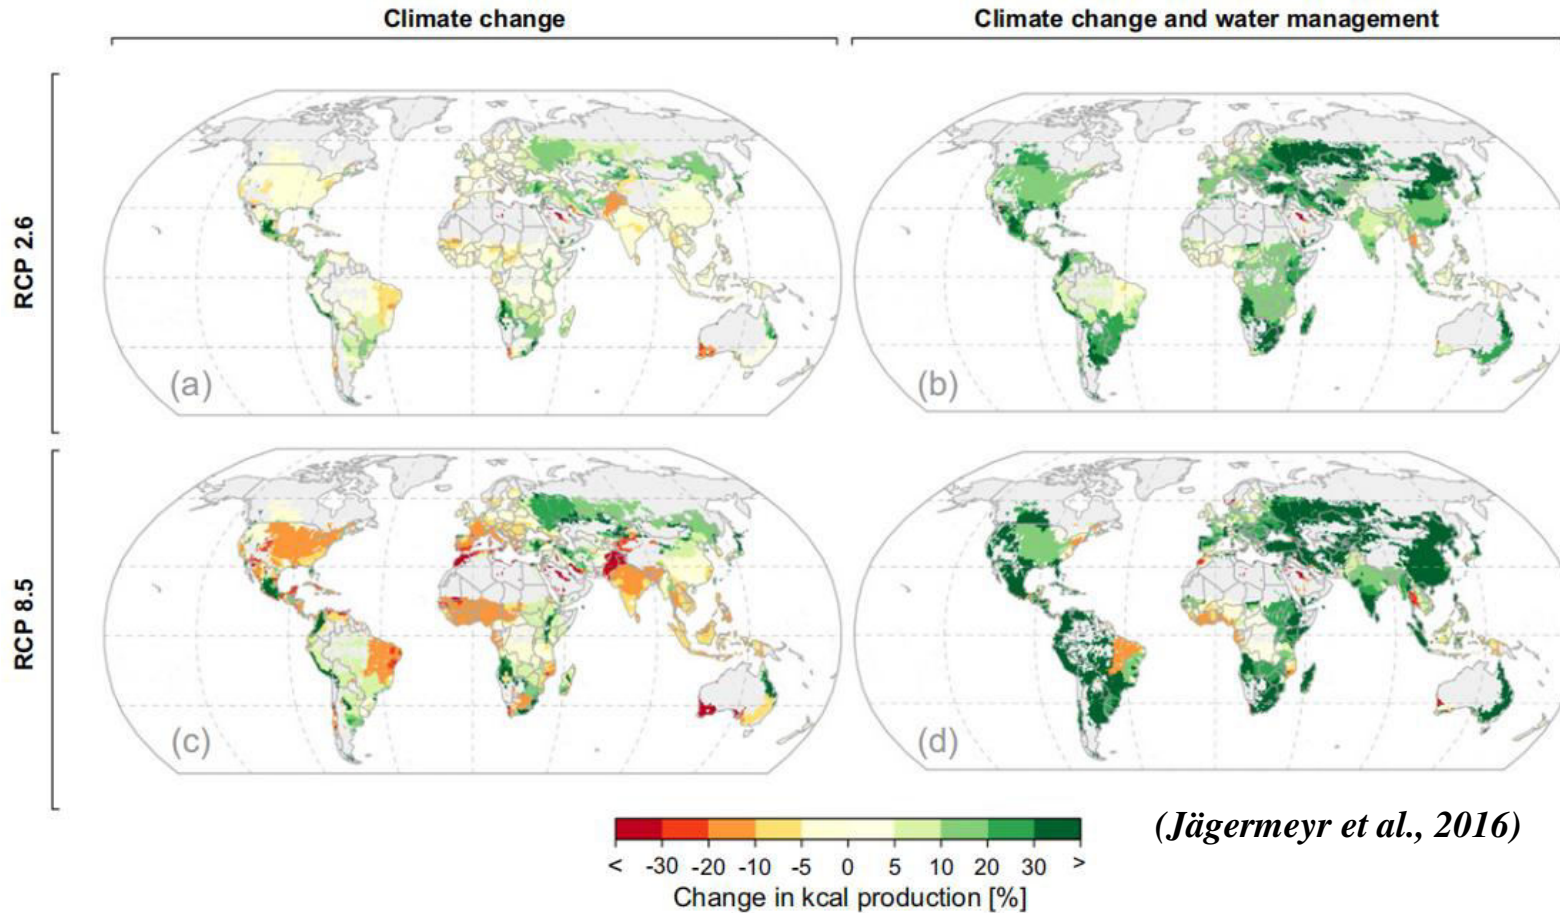 Climate change
Climate change and water management
RCP 2.6
(a)
(b)
RCP 8.5
(c)
(d)
(Jägermeyr et al., 2016)
< -30 -20 -10 -5 0 5 10 20 30 >
Change in kcal production [%]